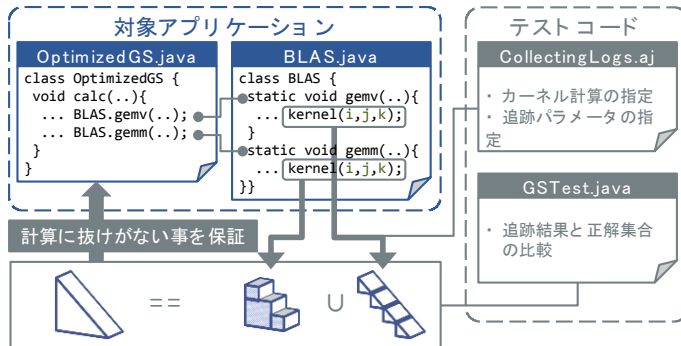 対象アプリケーション
OptimizedGS.java
class OptimizedGS {
void calc(..){
... BLAS.gemv(..);
... BLAS.gemm(..);
}
}
BLAS.java
class BLAS {
static void gemv(..){
... kernel(i,j,k);
}
static void gemm(..){
... kernel(i,j,k);
}}
計算に抜けがない事を保証
== ∪
テストコード
CollectingLogs.aj
・ カーネル計算の指定
・ 追跡パラメータの指
定
GSTest.java
・ 追跡結果と正解集合
の比較